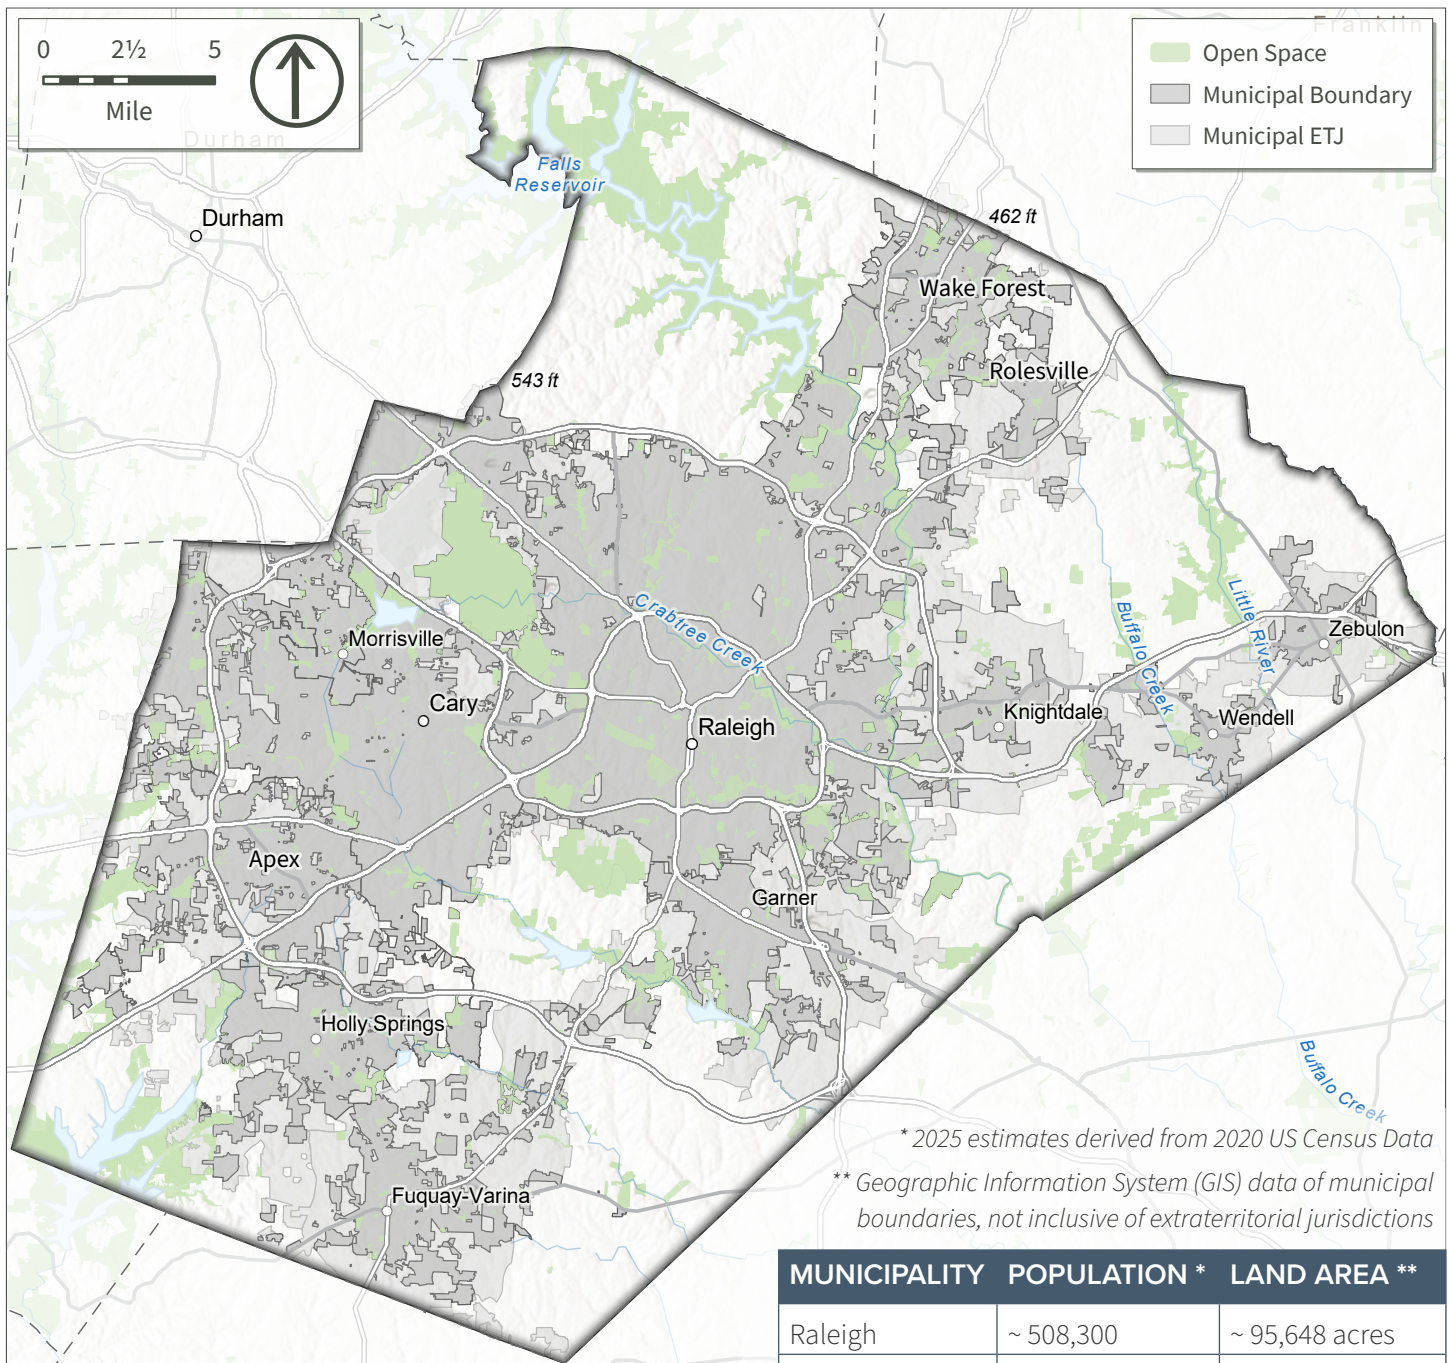 0 2½ 5
Mile
Franklin
Open Space
Municipal Boundary
Municipal ETJ
Durham
Falls
Reservoir
Durham
462 ft
Wake Forest
Rolesville
543 ft
Crabtree Creek
Buffalo Creek
Little River
Morrisville
Zebulon
Cary
Knightdale
Wendell
Raleigh
Apex
Garner
Holly Springs
Buffalo Creek
Fuquay-Varina
* 2025 estimates derived from 2020 US Census Data
** Geographic Information System (GIS) data of municipal
boundaries, not inclusive of extraterritorial jurisdictions
MUNICIPALITY POPULATION * LAND AREA **
Raleigh ~ 508,300 ~ 95,648 acres